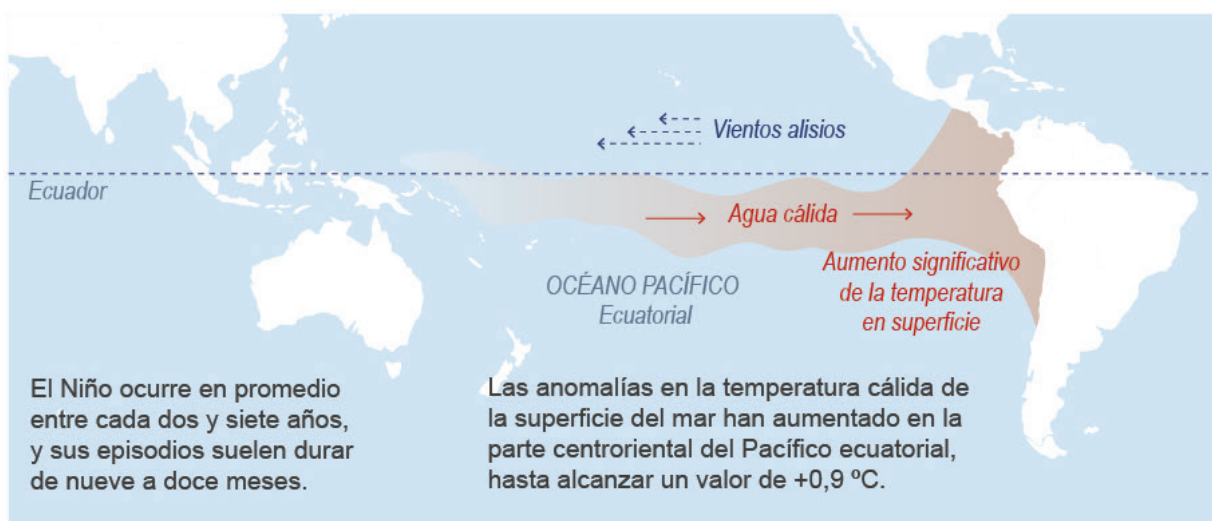 Vientos alisios
Ecuador
Agua cálida
Aumento significativo
de la temperatura
en superficie
OCÉANO PACÍFICO
Ecuatorial
El Niño ocurre en promedio
entre cada dos y siete años,
y sus episodios suelen durar
de nueve a doce meses.
Las anomalías en la temperatura cálida de
la superficie del mar han aumentado en la
parte centroriental del Pacífico ecuatorial,
hasta alcanzar un valor de +0,9 ºC.